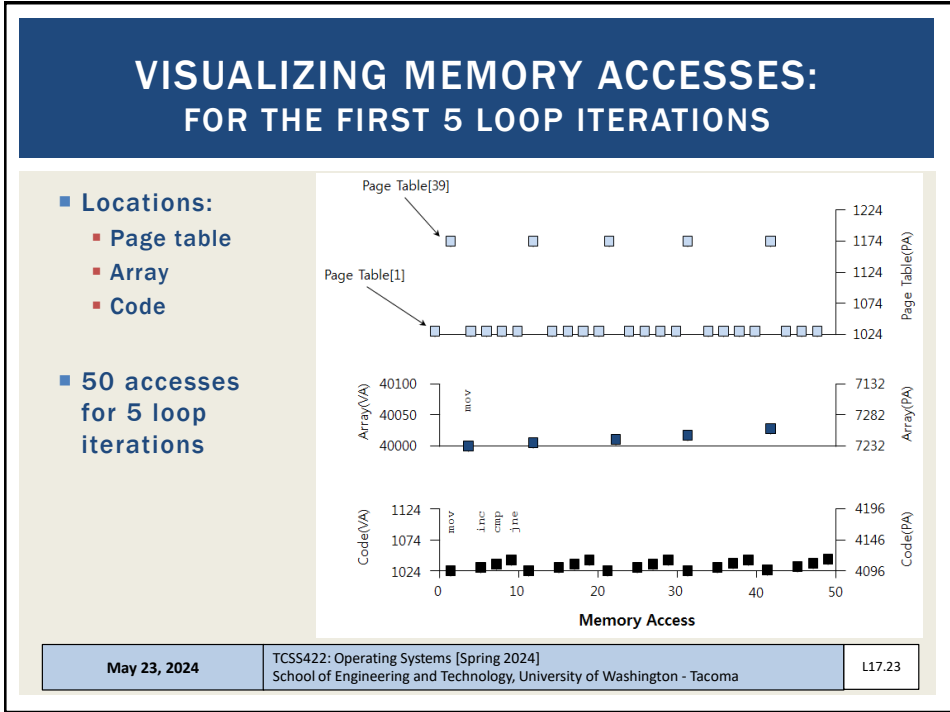 VISUALIZING MEMORY ACCESSES:
FOR THE FIRST 5 LOOP ITERATIONS
Locations:
Page table
Array
Code
50 accesses
for 5 loop
iterations
Page Table[39]
Page Table[1]
1224
1174
1124
1074
1024
Page Table(PA)
Array(VA)
40100
40050
40000
mov
7132
7282
7232
Array(PA)
Code(VA)
1124
1074
1024
mov
inc
cmp
jne
4196
4146
4096
Code(PA)
0 10 20 30 40 50
Memory Access
May 23, 2024
TCSS422: Operating Systems [Spring 2024]
School of Engineering and Technology, University of Washington - Tacoma
L17.23